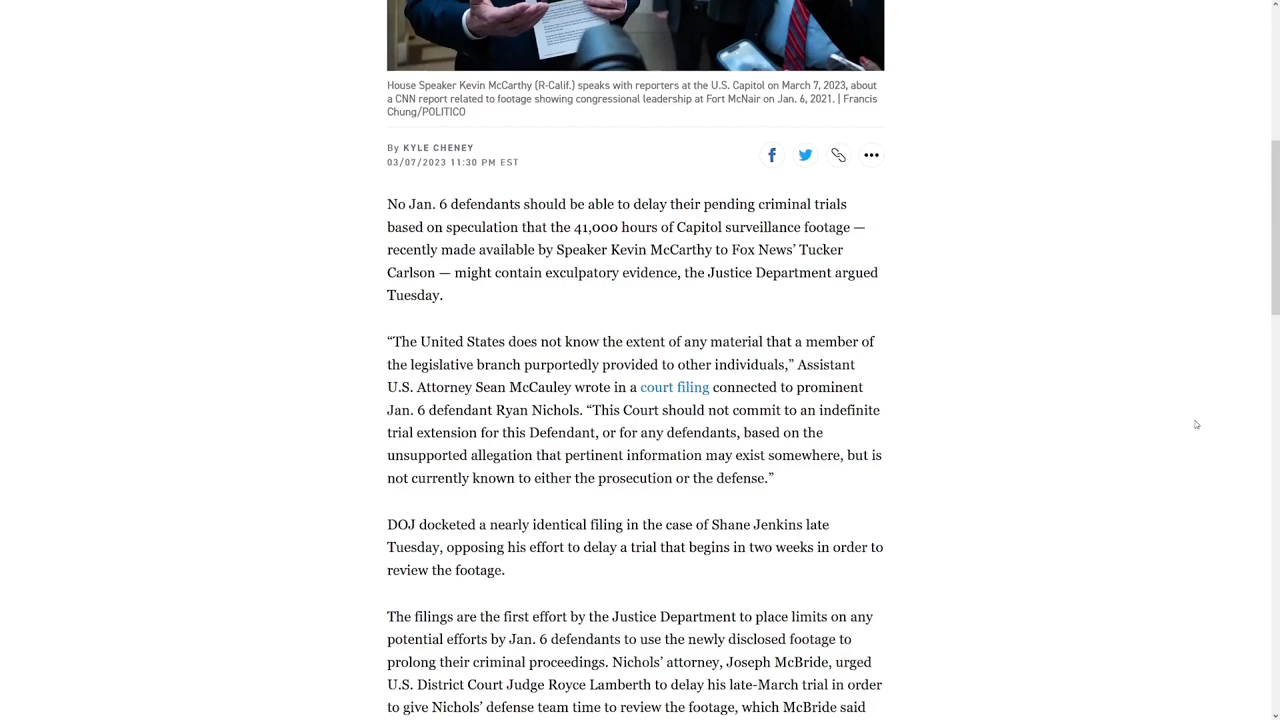 House Speaker Kevin McCarthy (R-Calif.) speaks with reporters at the U.S. Capitol on March 7, 2023, about
a CNN report related to footage showing congressional leadership at Fort McNair on Jan. 6, 2021. | Francis
Chung/POLITICO
By KYLE CHENEY
03/07/2023 11:30 PM EST
No Jan. 6 defendants should be able to delay their pending criminal trials
based on speculation that the 41,000 hours of Capitol surveillance footage —
recently made available by Speaker Kevin McCarthy to Fox News’ Tucker
Carlson — might contain exculpatory evidence, the Justice Department argued
Tuesday.
“The United States does not know the extent of any material that a member of
the legislative branch purportedly provided to other individuals,” Assistant
U.S. Attorney Sean McCauley wrote in a court filing connected to prominent
Jan. 6 defendant Ryan Nichols. “This Court should not commit to an indefinite
trial extension for this Defendant, or for any defendants, based on the
unsupported allegation that pertinent information may exist somewhere, but is
not currently known to either the prosecution or the defense.”
DOJ docketed a nearly identical filing in the case of Shane Jenkins late
Tuesday, opposing his effort to delay a trial that begins in two weeks in order to
review the footage.
The filings are the first effort by the Justice Department to place limits on any
potential efforts by Jan. 6 defendants to use the newly disclosed footage to
prolong their criminal proceedings. Nichols’ attorney, Joseph McBride, urged
U.S. District Court Judge Royce Lamberth to delay his late-March trial in order
to give Nichols’ defense team time to review the footage, which McBride said